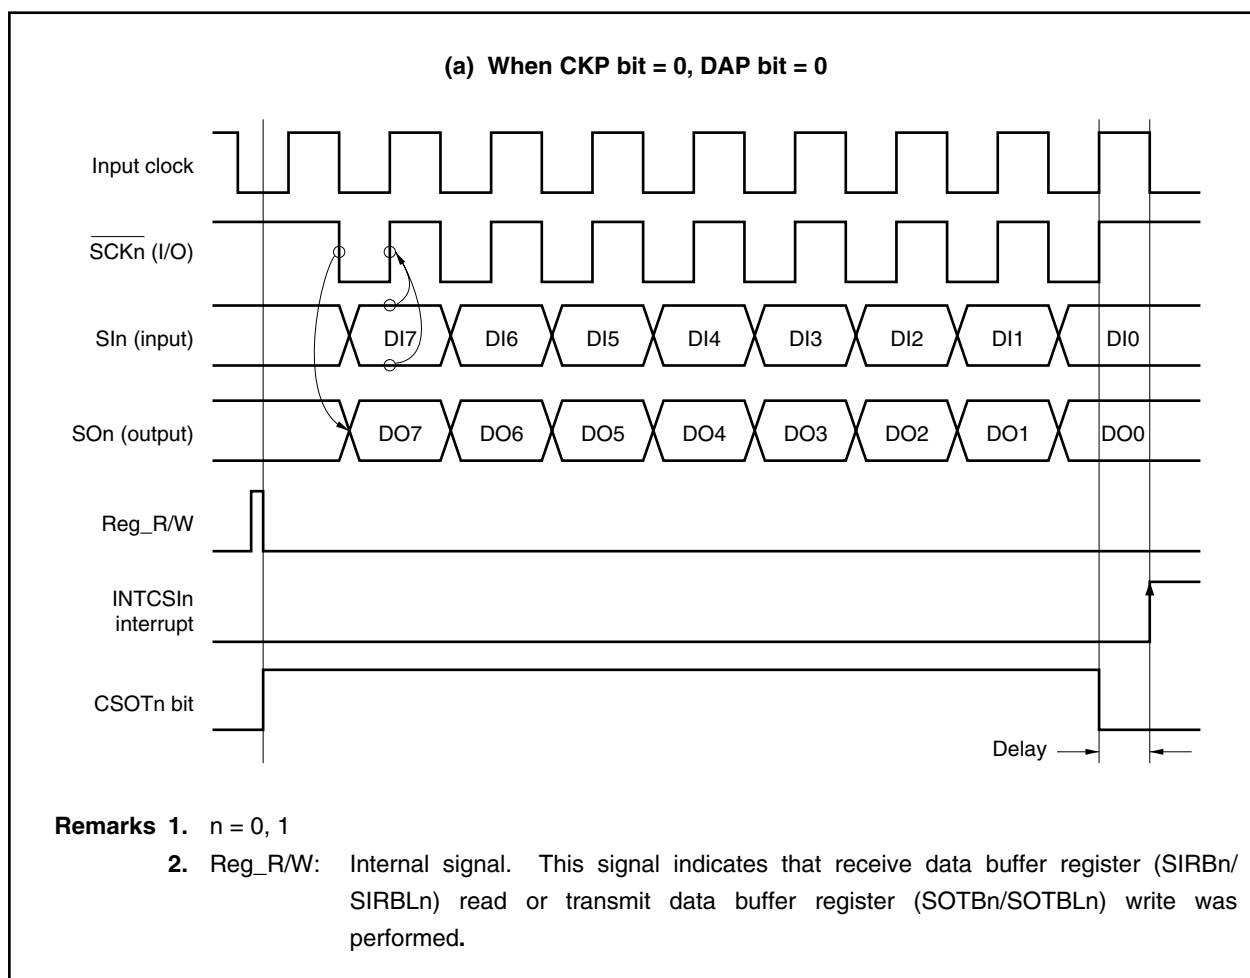 (a) When CKP bit = 0, DAP bit = 0
Input clock
SCKn (I/O)
SIn (input)
DI7 DI6 DI5 DI4 DI3 DI2 DI1 DI0
SOn (output)
DO7 DO6 DO5 DO4 DO3 DO2 DO1 DO0
Reg_R/W
INTCSIn
interrupt
CSOTn bit
Delay
Remarks 1. n = 0, 1
2. Reg_R/W: Internal signal. This signal indicates that receive data buffer register (SIRBn/
SIRBLn) read or transmit data buffer register (SOTBn/SOTBLn) write was
performed.